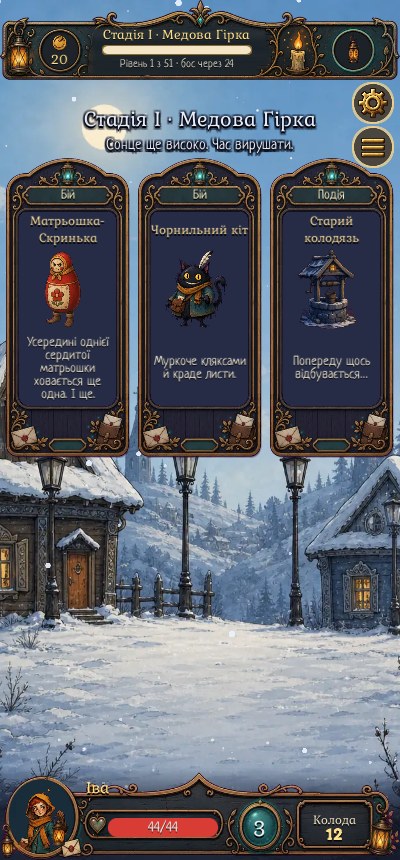 Стадія I · Медова Гірка
20
Рівень 1 з 51 · бос через 24
Стадія I · Медова Гірка
Сонце ще високо. Час вирушати.
Бій
Матрьошка-
Скринька
Усередині однієї
сердитої
матрьошки
ховається ще
одна. І ще.
Бій
Чорнильний кіт
Муркоче кляксами
й краде листи.
Подія
Старий
колодязь
Попереду щось
відбувається...
Іва
44/44
3
Колода
12